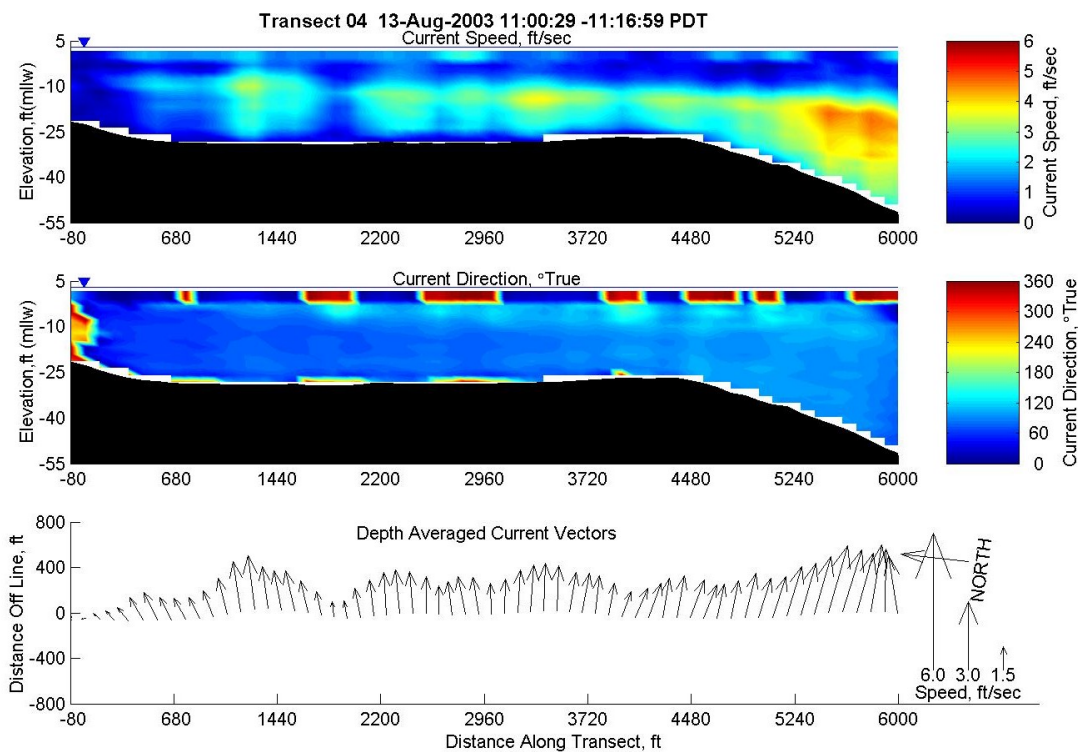 Transect 04 13-Aug-2003 11:00:29 -11:16:59 PDT
Current Speed, ft/sec
5
-10
-25
-40
-55
Elevation,ft(mllw)
-80 680 1440 2200 2960 3720 4480 5240 6000
6
5
4
3
2
1
0
Current Speed, ft/sec
Current Direction, °True
5
-10
-25
-40
-55
Elevation,ft (mllw)
-80 680 1440 2200 2960 3720 4480 5240 6000
360
300
240
180
120
60
0
Current Direction, °True
Depth Averaged Current Vectors
800
400
0
-400
-800
Distance Off Line, ft
-80 680 1440 2200 2960 3720 4480 5240 6000
Distance Along Transect, ft
NORTH
6.0 3.0 1.5
Speed, ft/sec